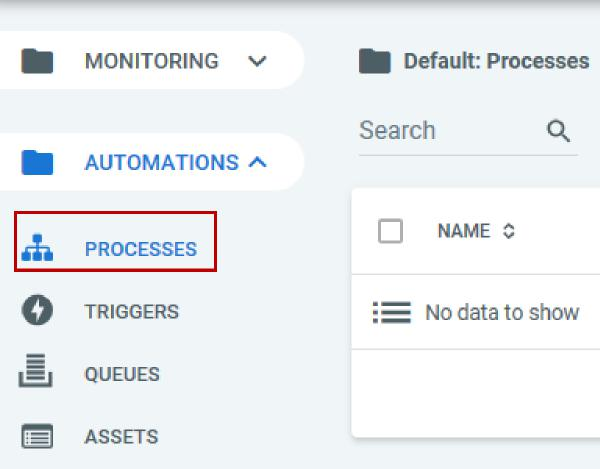 MONITORING
AUTOMATIONS
PROCESSES
TRIGGERS
QUEUES
ASSETS
Default: Processes
Search
NAME
No data to show